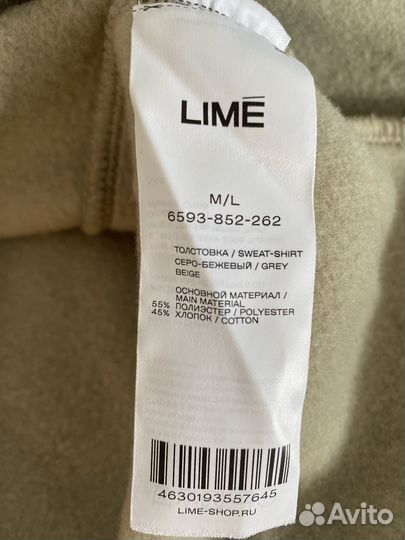 LIMĒ
M/L
6593-852-262
ТОЛСТОВКА / SWEAT-SHIRT
СЕРО-БЕЖЕВЫЙ / GREY
BEIGE
ОСНОВНОЙ МАТЕРИАЛ /
MAIN MATERIAL
55% ПОЛИЭСТЕР / POLYESTER
45% ХЛОПОК / COTTON
4630193557645
LIME-SHOP.RU
Avito